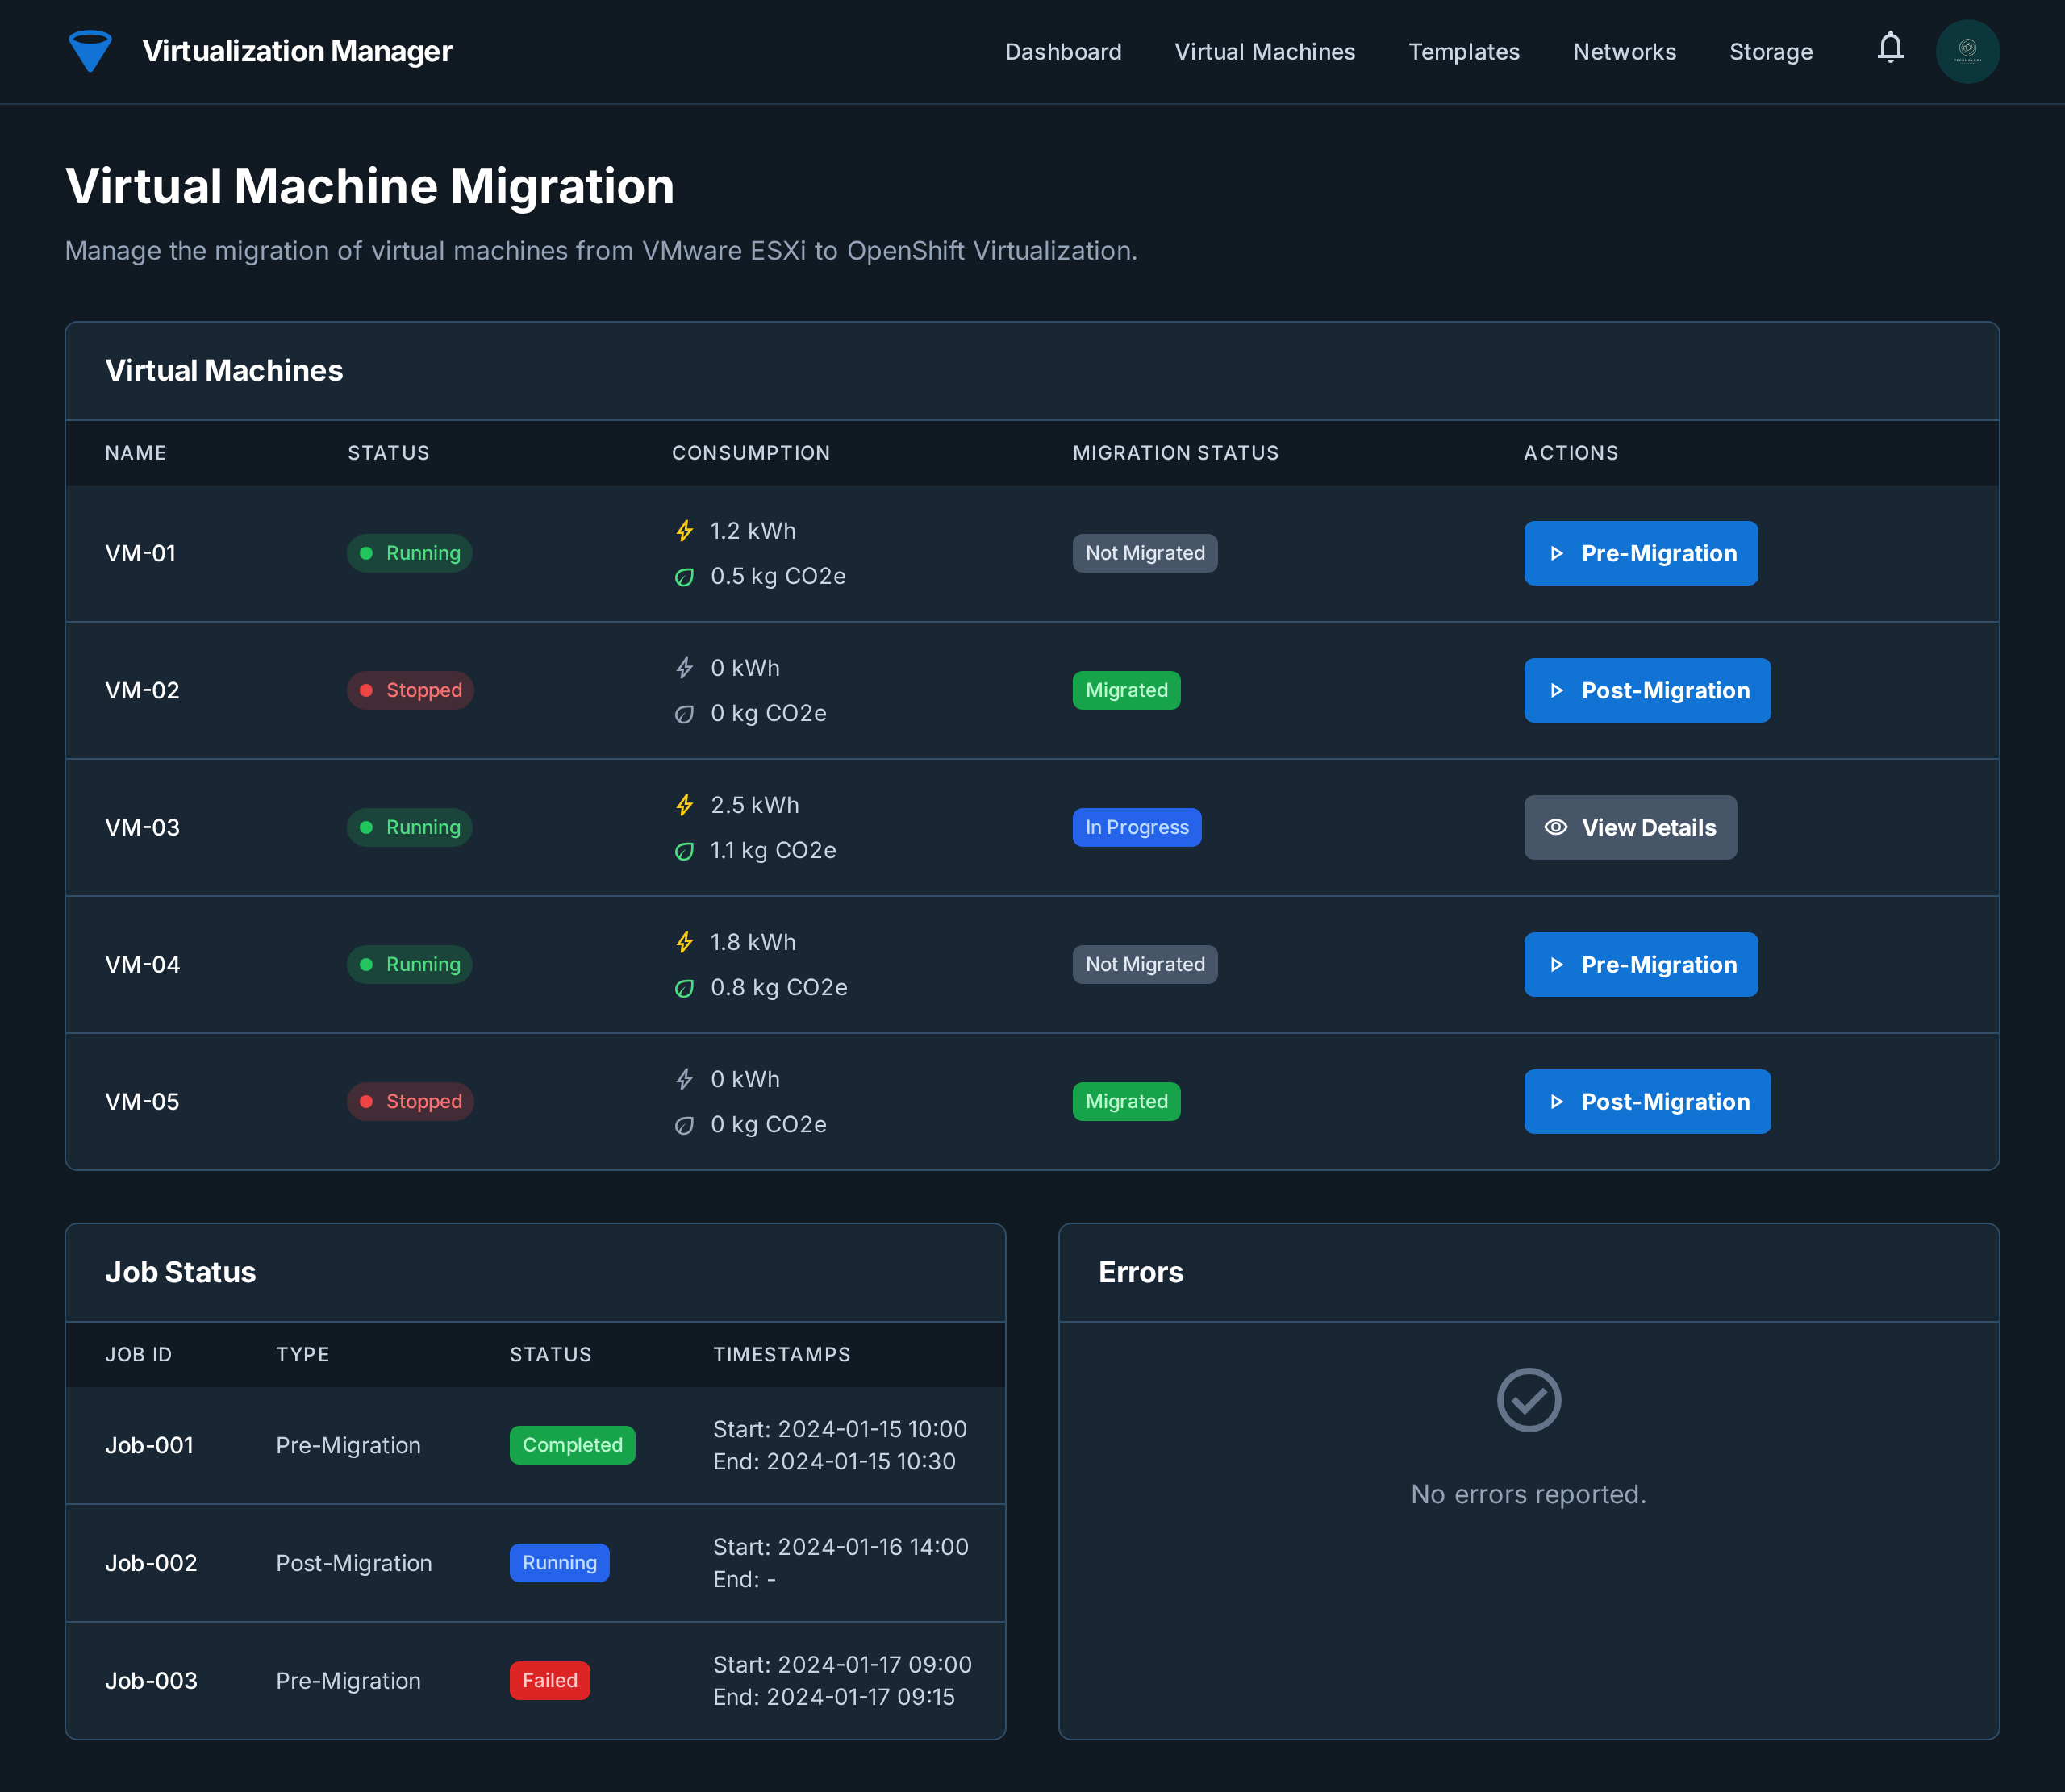 Virtualization Manager
Dashboard
Virtual Machines
Templates
Networks
Storage
TECHNOLOGY
Virtual Machine Migration
Manage the migration of virtual machines from VMware ESXi to OpenShift Virtualization.
Virtual Machines
NAME STATUS CONSUMPTION MIGRATION STATUS ACTIONS
VM-01 Running 1.2 kWh
0.5 kg CO2e Not Migrated Pre-Migration
VM-02 Stopped 0 kWh
0 kg CO2e Migrated Post-Migration
VM-03 Running 2.5 kWh
1.1 kg CO2e In Progress View Details
VM-04 Running 1.8 kWh
0.8 kg CO2e Not Migrated Pre-Migration
VM-05 Stopped 0 kWh
0 kg CO2e Migrated Post-Migration
Job Status
JOB ID TYPE STATUS TIMESTAMPS
Job-001 Pre-Migration Completed Start: 2024-01-15 10:00
End: 2024-01-15 10:30
Job-002 Post-Migration Running Start: 2024-01-16 14:00
End: -
Job-003 Pre-Migration Failed Start: 2024-01-17 09:00
End: 2024-01-17 09:15
Errors
No errors reported.